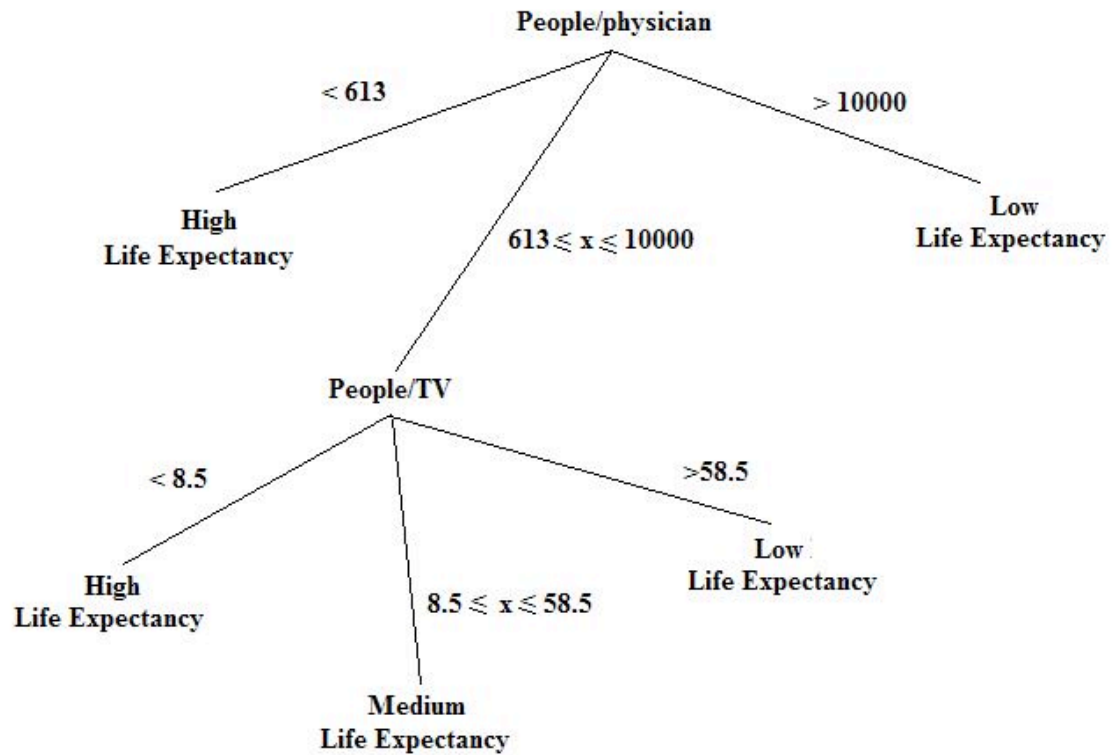 People/physician
< 613
> 10000
High
Life Expectancy
613 ⩽ x ⩽ 10000
Low
Life Expectancy
People/TV
< 8.5
>58.5
High
Life Expectancy
8.5 ⩽ x ⩽ 58.5
Low
Life Expectancy
Medium
Life Expectancy